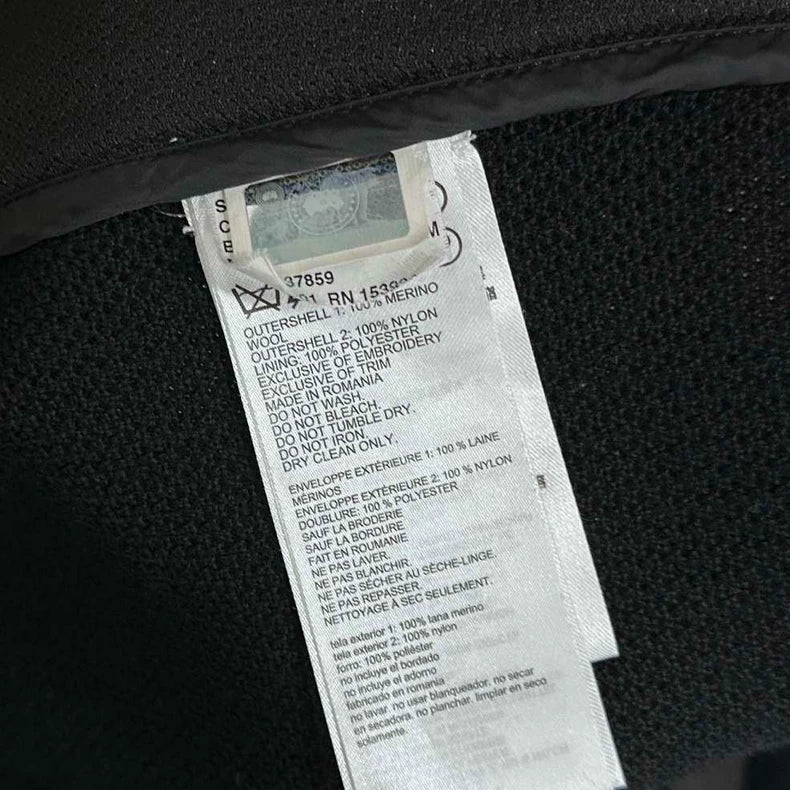 S
C
E
M
37859
RN 1539
OUTERSHELL 1: 100% MERINO
WOOL
OUTERSHELL 2: 100% NYLON
LINING: 100% POLYESTER
EXCLUSIVE OF EMBROIDERY
EXCLUSIVE OF TRIM
MADE IN ROMANIA
DO NOT WASH.
DO NOT BLEACH.
DO NOT TUMBLE DRY.
DO NOT IRON.
DRY CLEAN ONLY.
ENVELOPPE EXTÉRIEURE 1: 100 % LAINE
MÉRINOS
ENVELOPPE EXTÉRIEURE 2: 100 % NYLON
DOUBLURE: 100 % POLYESTER
SAUF LA BRODERIE
SAUF LA BORDURE
FAIT EN ROUMANIE
NE PAS LAVER.
NE PAS BLANCHIR.
NE PAS SÉCHER AU SÈCHE-LINGE.
NE PAS REPASSER.
NETTOYAGE À SEC SEULEMENT.
tela exterior 1: 100% lana merino
tela exterior 2: 100% nylon
forro: 100% poliéster
no incluye el bordado
no incluye el adorno
fabricado en romania
no lavar. no usar blanqueador. no secar
en secadora. no planchar. limpiar en seco
solamente.